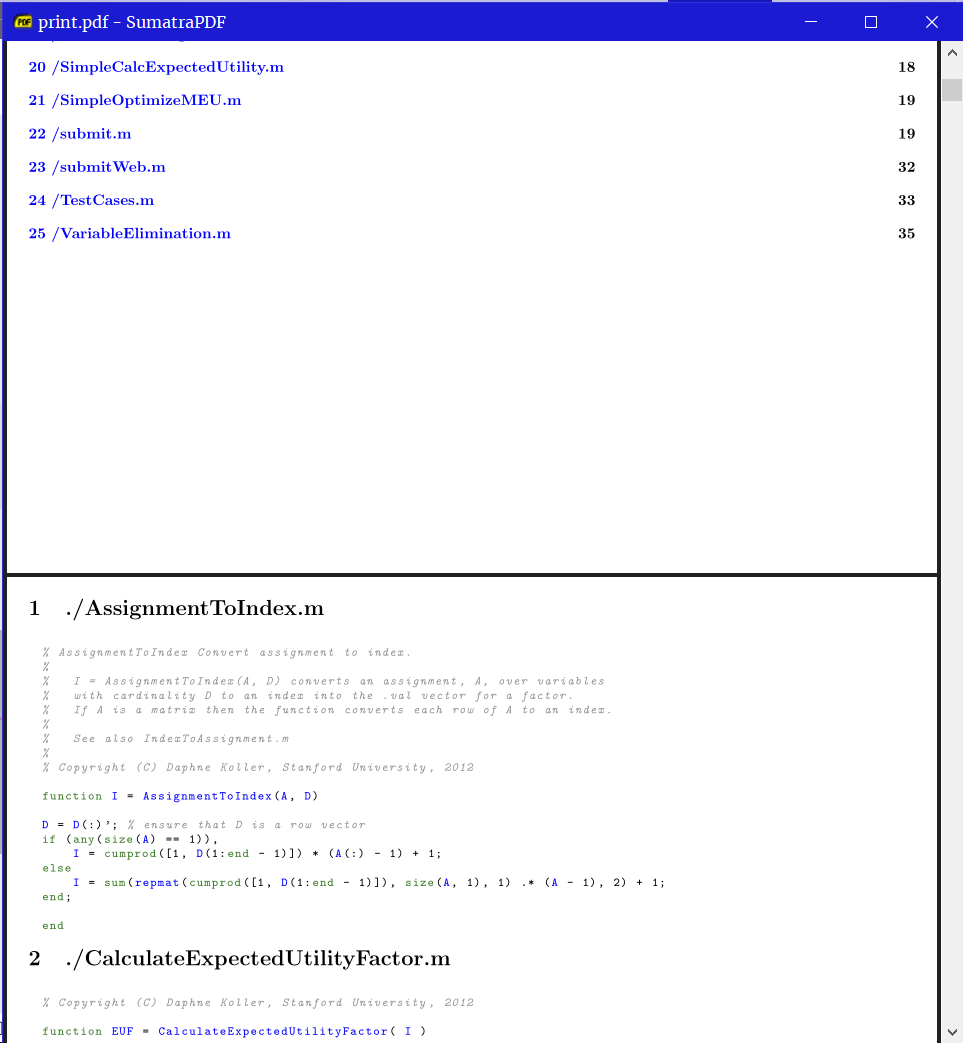 print.pdf - SumatraPDF
20 /SimpleCalcExpectedUtility.m 18
21 /SimpleOptimizeMEU.m 19
22 /submit.m 19
23 /submitWeb.m 32
24 /TestCases.m 33
25 /VariableElimination.m 35
1 ./AssignmentToIndex.m
% AssignmentToIndex Convert assignment to index.
%
%   I = AssignmentToIndex(A, D) converts an assignment, A, over variables
%   with cardinality D to an index into the .val vector for a factor.
%   If A is a matrix then the function converts each row of A to an index.
%
%   See also IndexToAssignment.m
%
% Copyright (C) Daphne Koller, Stanford University, 2012
function I = AssignmentToIndex(A, D)
D = D(:)’; % ensure that D is a row vector
if (any(size(A) == 1)),
    I = cumprod([1, D(1:end - 1)]) * (A(:) - 1) + 1;
else
    I = sum(repmat(cumprod([1, D(1:end - 1)]), size(A, 1), 1) .* (A - 1), 2) + 1;
end;
end
2 ./CalculateExpectedUtilityFactor.m
% Copyright (C) Daphne Koller, Stanford University, 2012
function EUF = CalculateExpectedUtilityFactor( I )